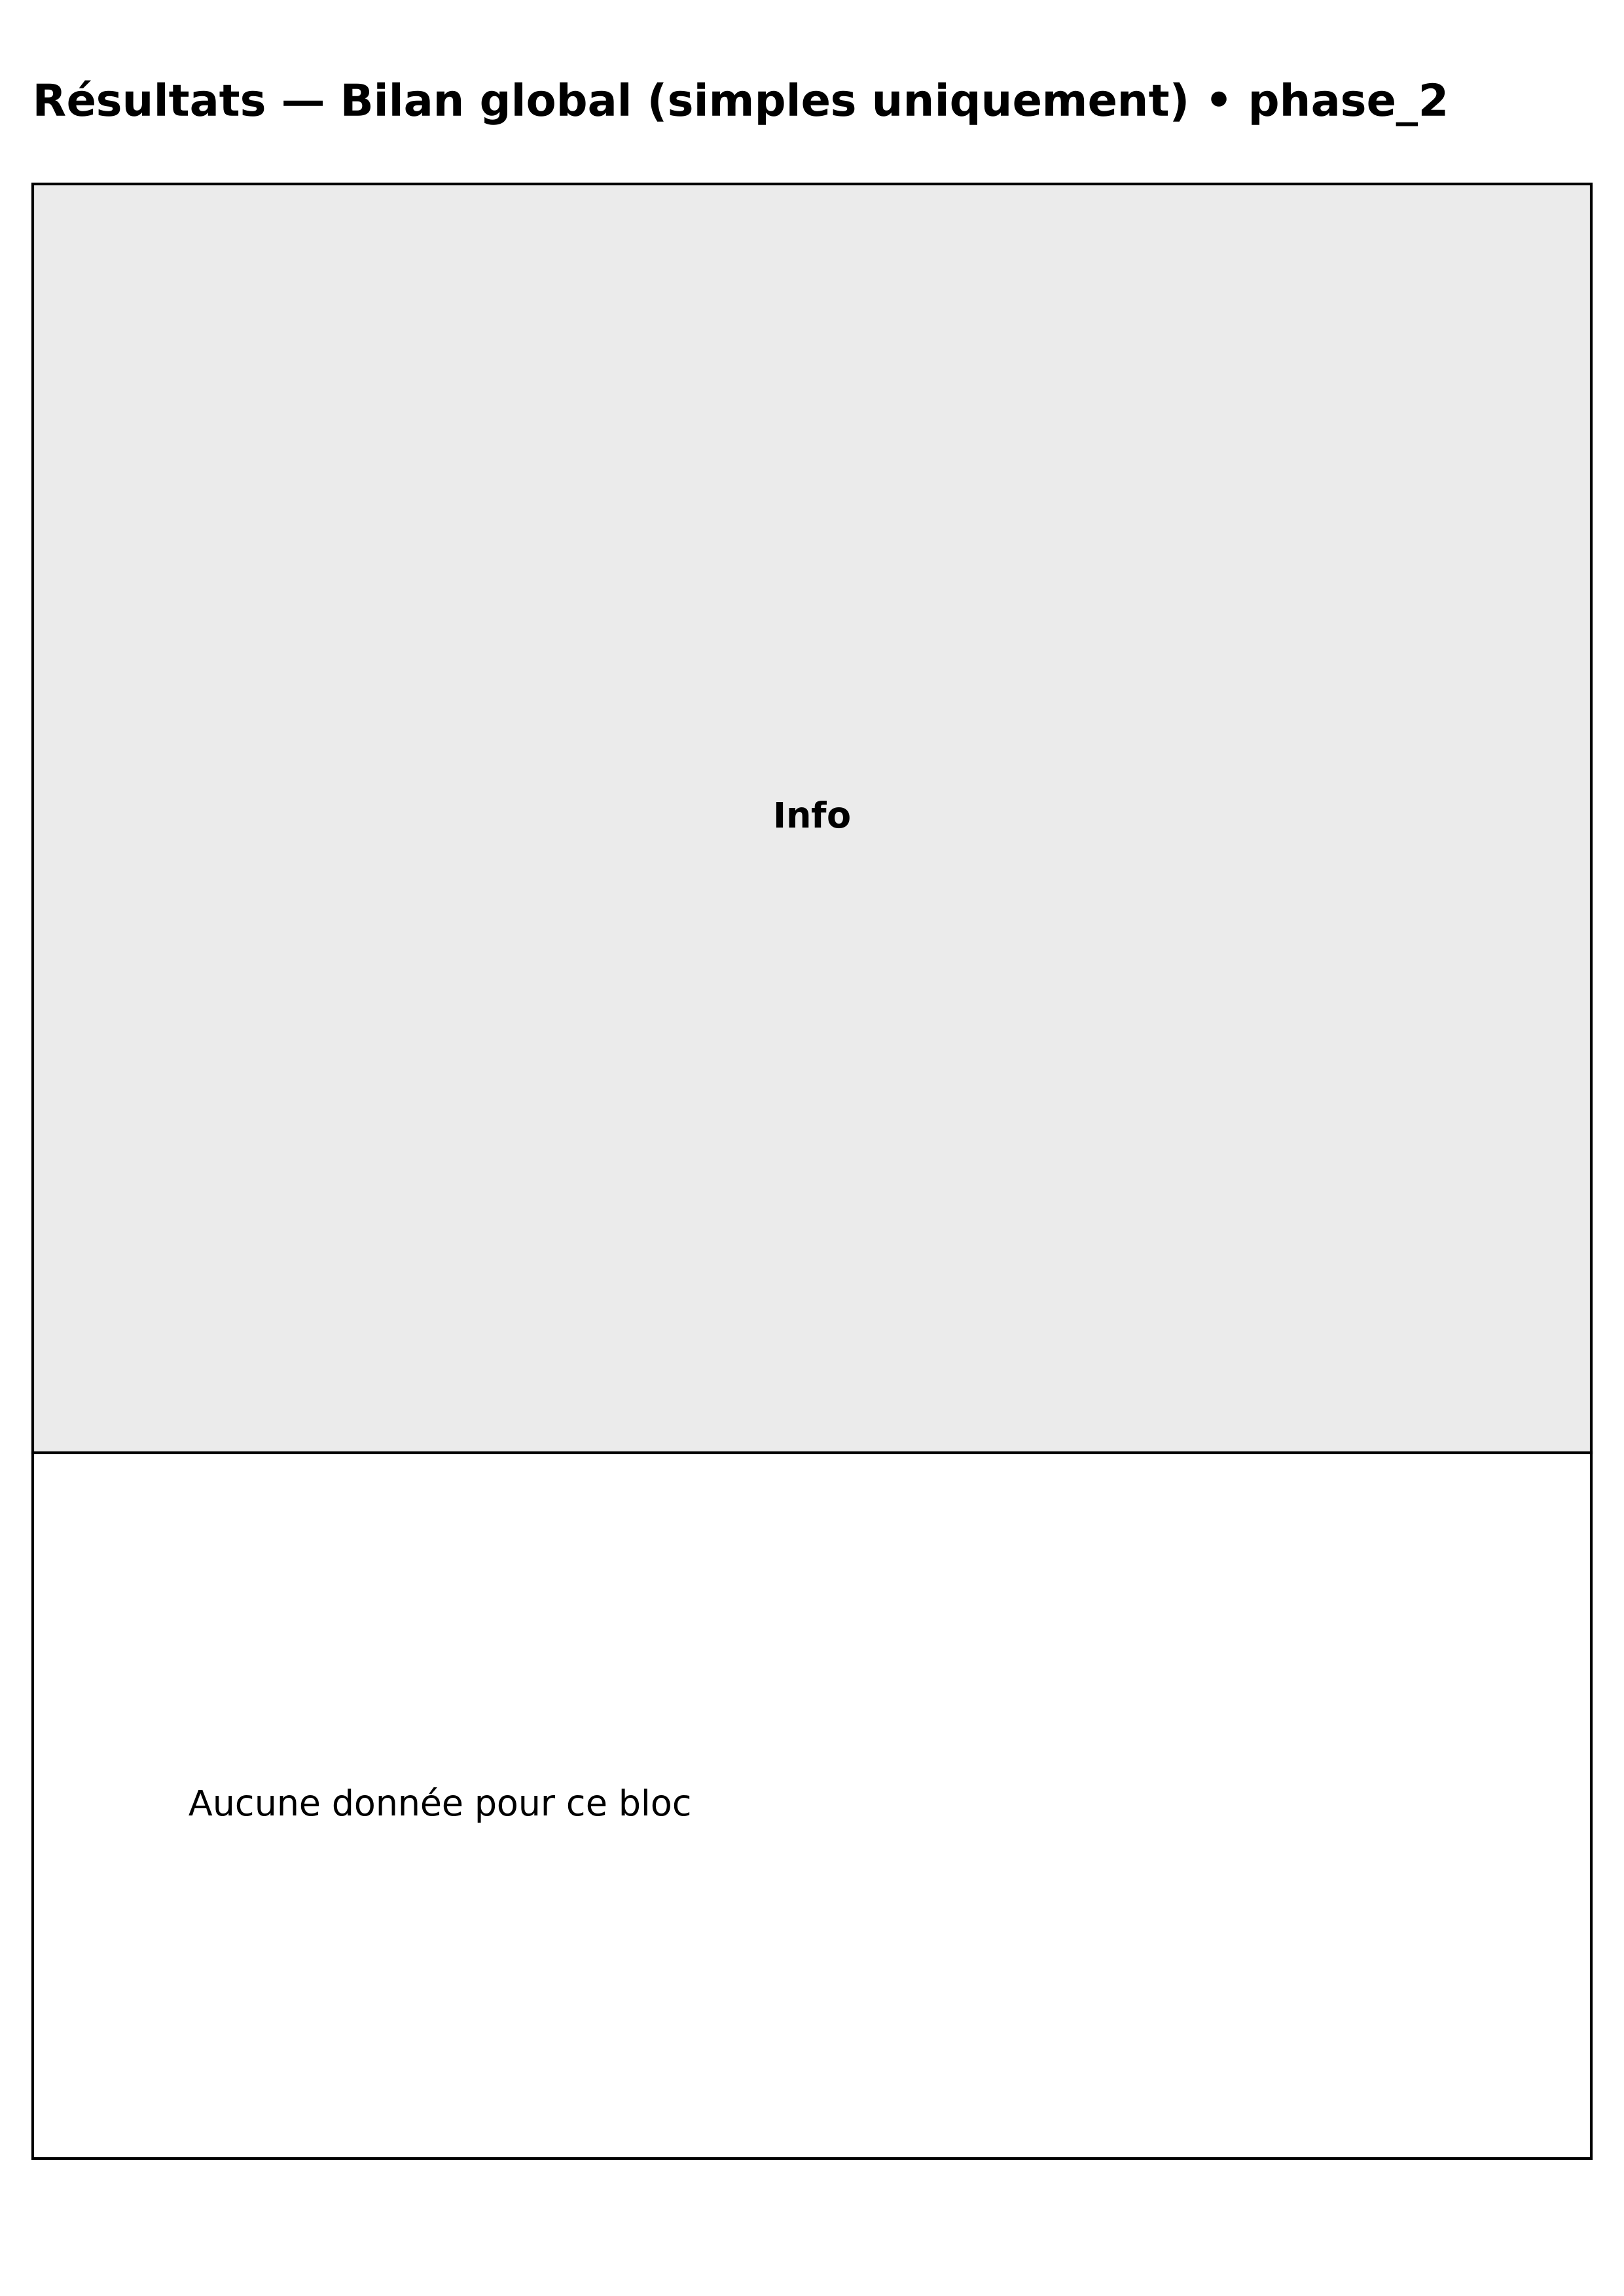 Résultats — Bilan global (simples uniquement) • phase_2
Info
Aucune donnée pour ce bloc